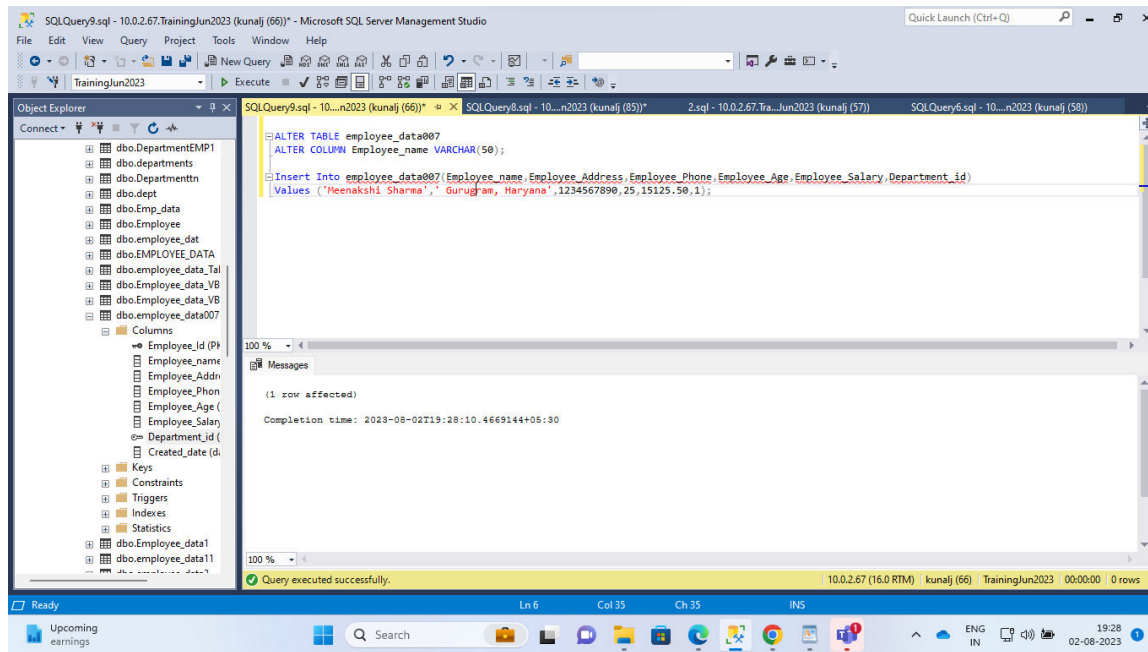 SQLQuery9.sql - 10.0.2.67.TrainingJun2023 (kunalj (66))* - Microsoft SQL Server Management Studio
Quick Launch (Ctrl+Q)
File Edit View Query Project Tools Window Help
New Query
TrainingJun2023
Execute
Object Explorer
SQLQuery9.sql - 10....n2023 (kunalj (66))*
SQLQuery8.sql - 10....n2023 (kunalj (85))*
2.sql - 10.0.2.67.Tra...Jun2023 (kunalj (57))
SQLQuery6.sql - 10....n2023 (kunalj (58))
Connect
dbo.DepartmentEMP1
dbo.departments
dbo.Departmenttn
dbo.dept
dbo.Emp_data
dbo.Employee
dbo.employee_dat
dbo.EMPLOYEE_DATA
dbo.employee_data_Tal
dbo.Employee_data_VB
dbo.Employee_data_VB
dbo.employee_data007
Columns
Employee_Id (PK
Employee_name
Employee_Addre
Employee_Phon
Employee_Age (
Employee_Salary
Department_id (
Created_date (da
Keys
Constraints
Triggers
Indexes
Statistics
dbo.Employee_data1
dbo.employee_data11
ALTER TABLE employee_data007
ALTER COLUMN Employee_name VARCHAR(50);
Insert Into employee_data007(Employee_name,Employee_Address,Employee_Phone,Employee_Age,Employee_Salary,Department_id)
Values ('Meenakshi Sharma',' Gurugram, Haryana',1234567890,25,15125.50,1);
100 %
Messages
(1 row affected)
Completion time: 2023-08-02T19:28:10.4669144+05:30
100 %
Query executed successfully.
10.0.2.67 (16.0 RTM) kunalj (66) TrainingJun2023 00:00:00 0 rows
Ready
Ln 6 Col 35 Ch 35 INS
Upcoming
earnings
Search
ENG
IN
19:28
02-08-2023
1